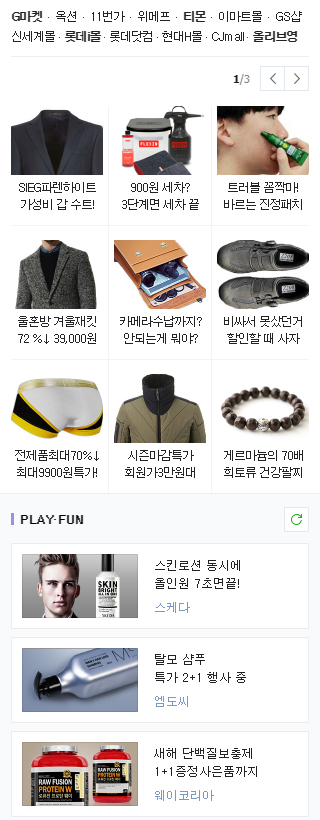 G마켓 · 옥션 · 11번가 · 위메프 · 티몬 · 이마트몰 · GS샵
신세계몰 · 롯데i몰 · 롯데닷컴 · 현대H몰 · CJmall · 올리브영
1/3
SIEG파렌하이트
가성비 갑 수트!
900원 세차?
3단계면 세차 끝
트러블 꼼짝마!
바르는 진정패치
울혼방 겨울재킷
72 %↓ 39,000원
카메라수납까지?
안되는게 뭐야?
비싸서 못샀던거
할인할 때 사자
전제품최대70%↓
최대9900원특가!
시즌마감특가
회원가3만원대
게르마늄의 70배
희토류 건강팔찌
PLAY·FUN
SKIN
BRIGHT
ALL IN ONE
스킨로션 동시에
올인원 7초면끝!
스케다
탈모 샴푸
특가 2+1 행사 중
엠도씨
RAW FUSION
PROTEIN W
RAW FUSION
PROTEIN W
새해 단백질보충제
1+1증정사은품까지
웨이코리아